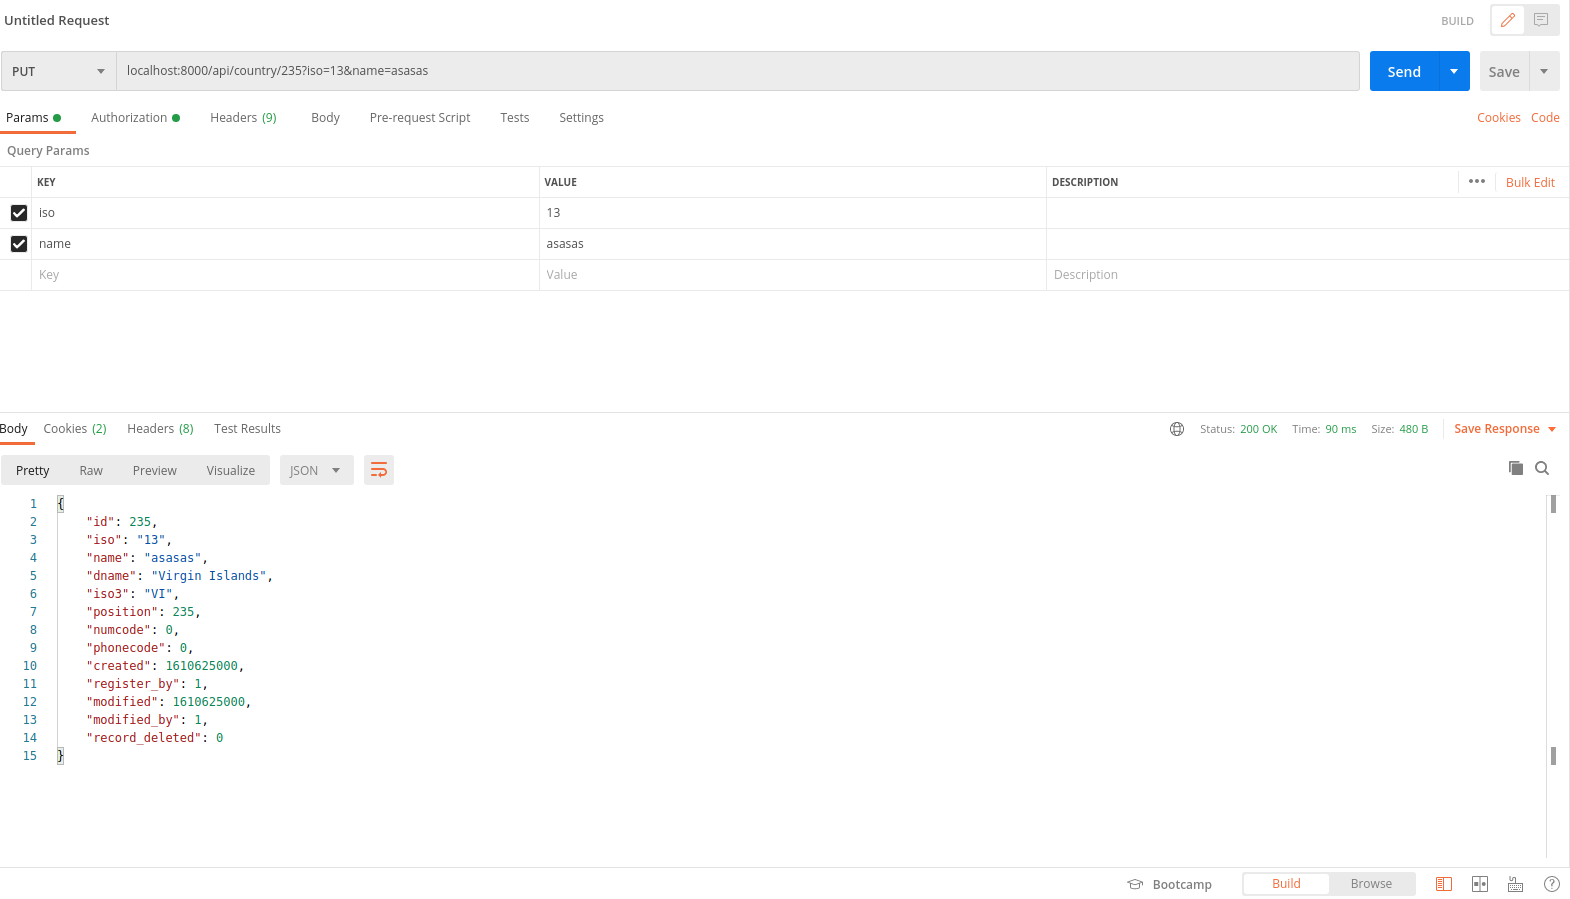 Untitled Request
BUILD
PUT
localhost:8000/api/country/235?iso=13&name=asasas
Send
Save
Params
Authorization
Headers (9)
Body
Pre-request Script
Tests
Settings
Cookies
Code
Query Params
KEY
VALUE
DESCRIPTION
Bulk Edit
iso
13
name
asasas
Key
Value
Description
Body
Cookies (2)
Headers (8)
Test Results
Status: 200 OK
Time: 90 ms
Size: 480 B
Save Response
Pretty
Raw
Preview
Visualize
JSON
1 {
2 "id": 235,
3 "iso": "13",
4 "name": "asasas",
5 "dname": "Virgin Islands",
6 "iso3": "VI",
7 "position": 235,
8 "numcode": 0,
9 "phonecode": 0,
10 "created": 1610625000,
11 "register_by": 1,
12 "modified": 1610625000,
13 "modified_by": 1,
14 "record_deleted": 0
15 }
Bootcamp
Build
Browse